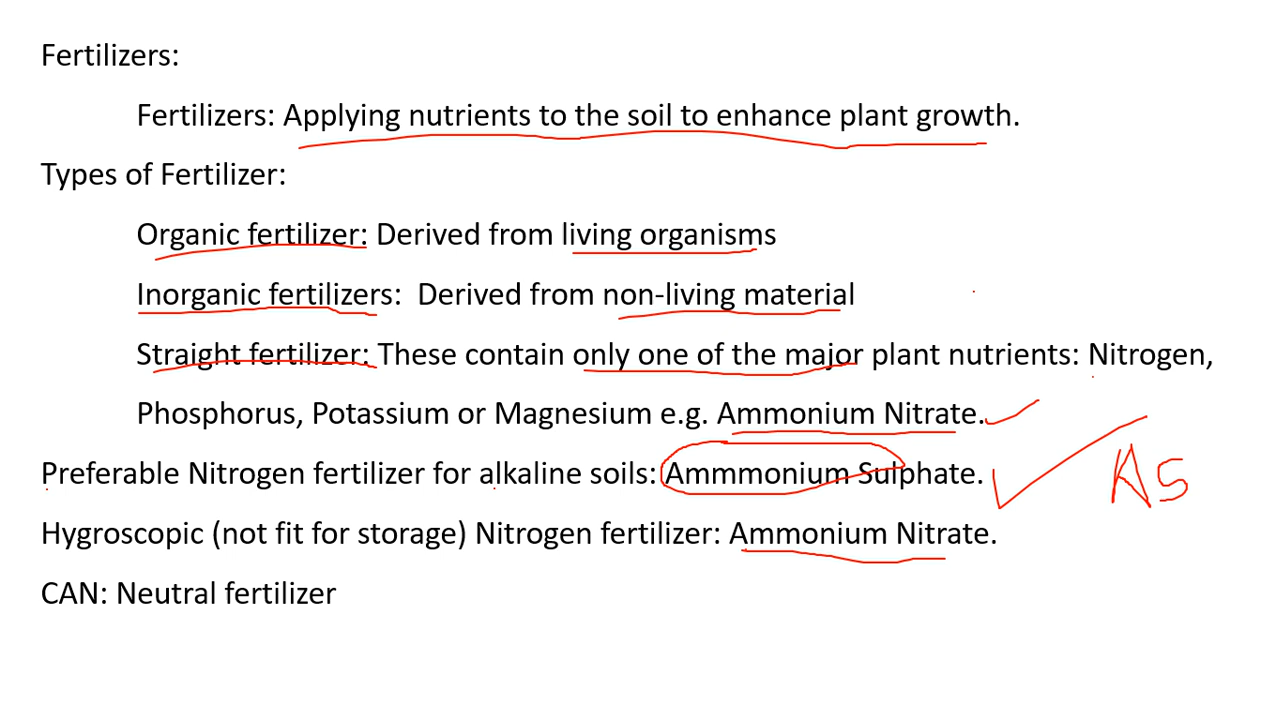 Fertilizers:
Fertilizers: Applying nutrients to the soil to enhance plant growth.
Types of Fertilizer:
Organic fertilizer: Derived from living organisms
Inorganic fertilizers:  Derived from non-living material
Straight fertilizer: These contain only one of the major plant nutrients: Nitrogen,
Phosphorus, Potassium or Magnesium e.g. Ammonium Nitrate.
Preferable Nitrogen fertilizer for alkaline soils: Ammmonium Sulphate.
As
Hygroscopic (not fit for storage) Nitrogen fertilizer: Ammonium Nitrate.
CAN: Neutral fertilizer